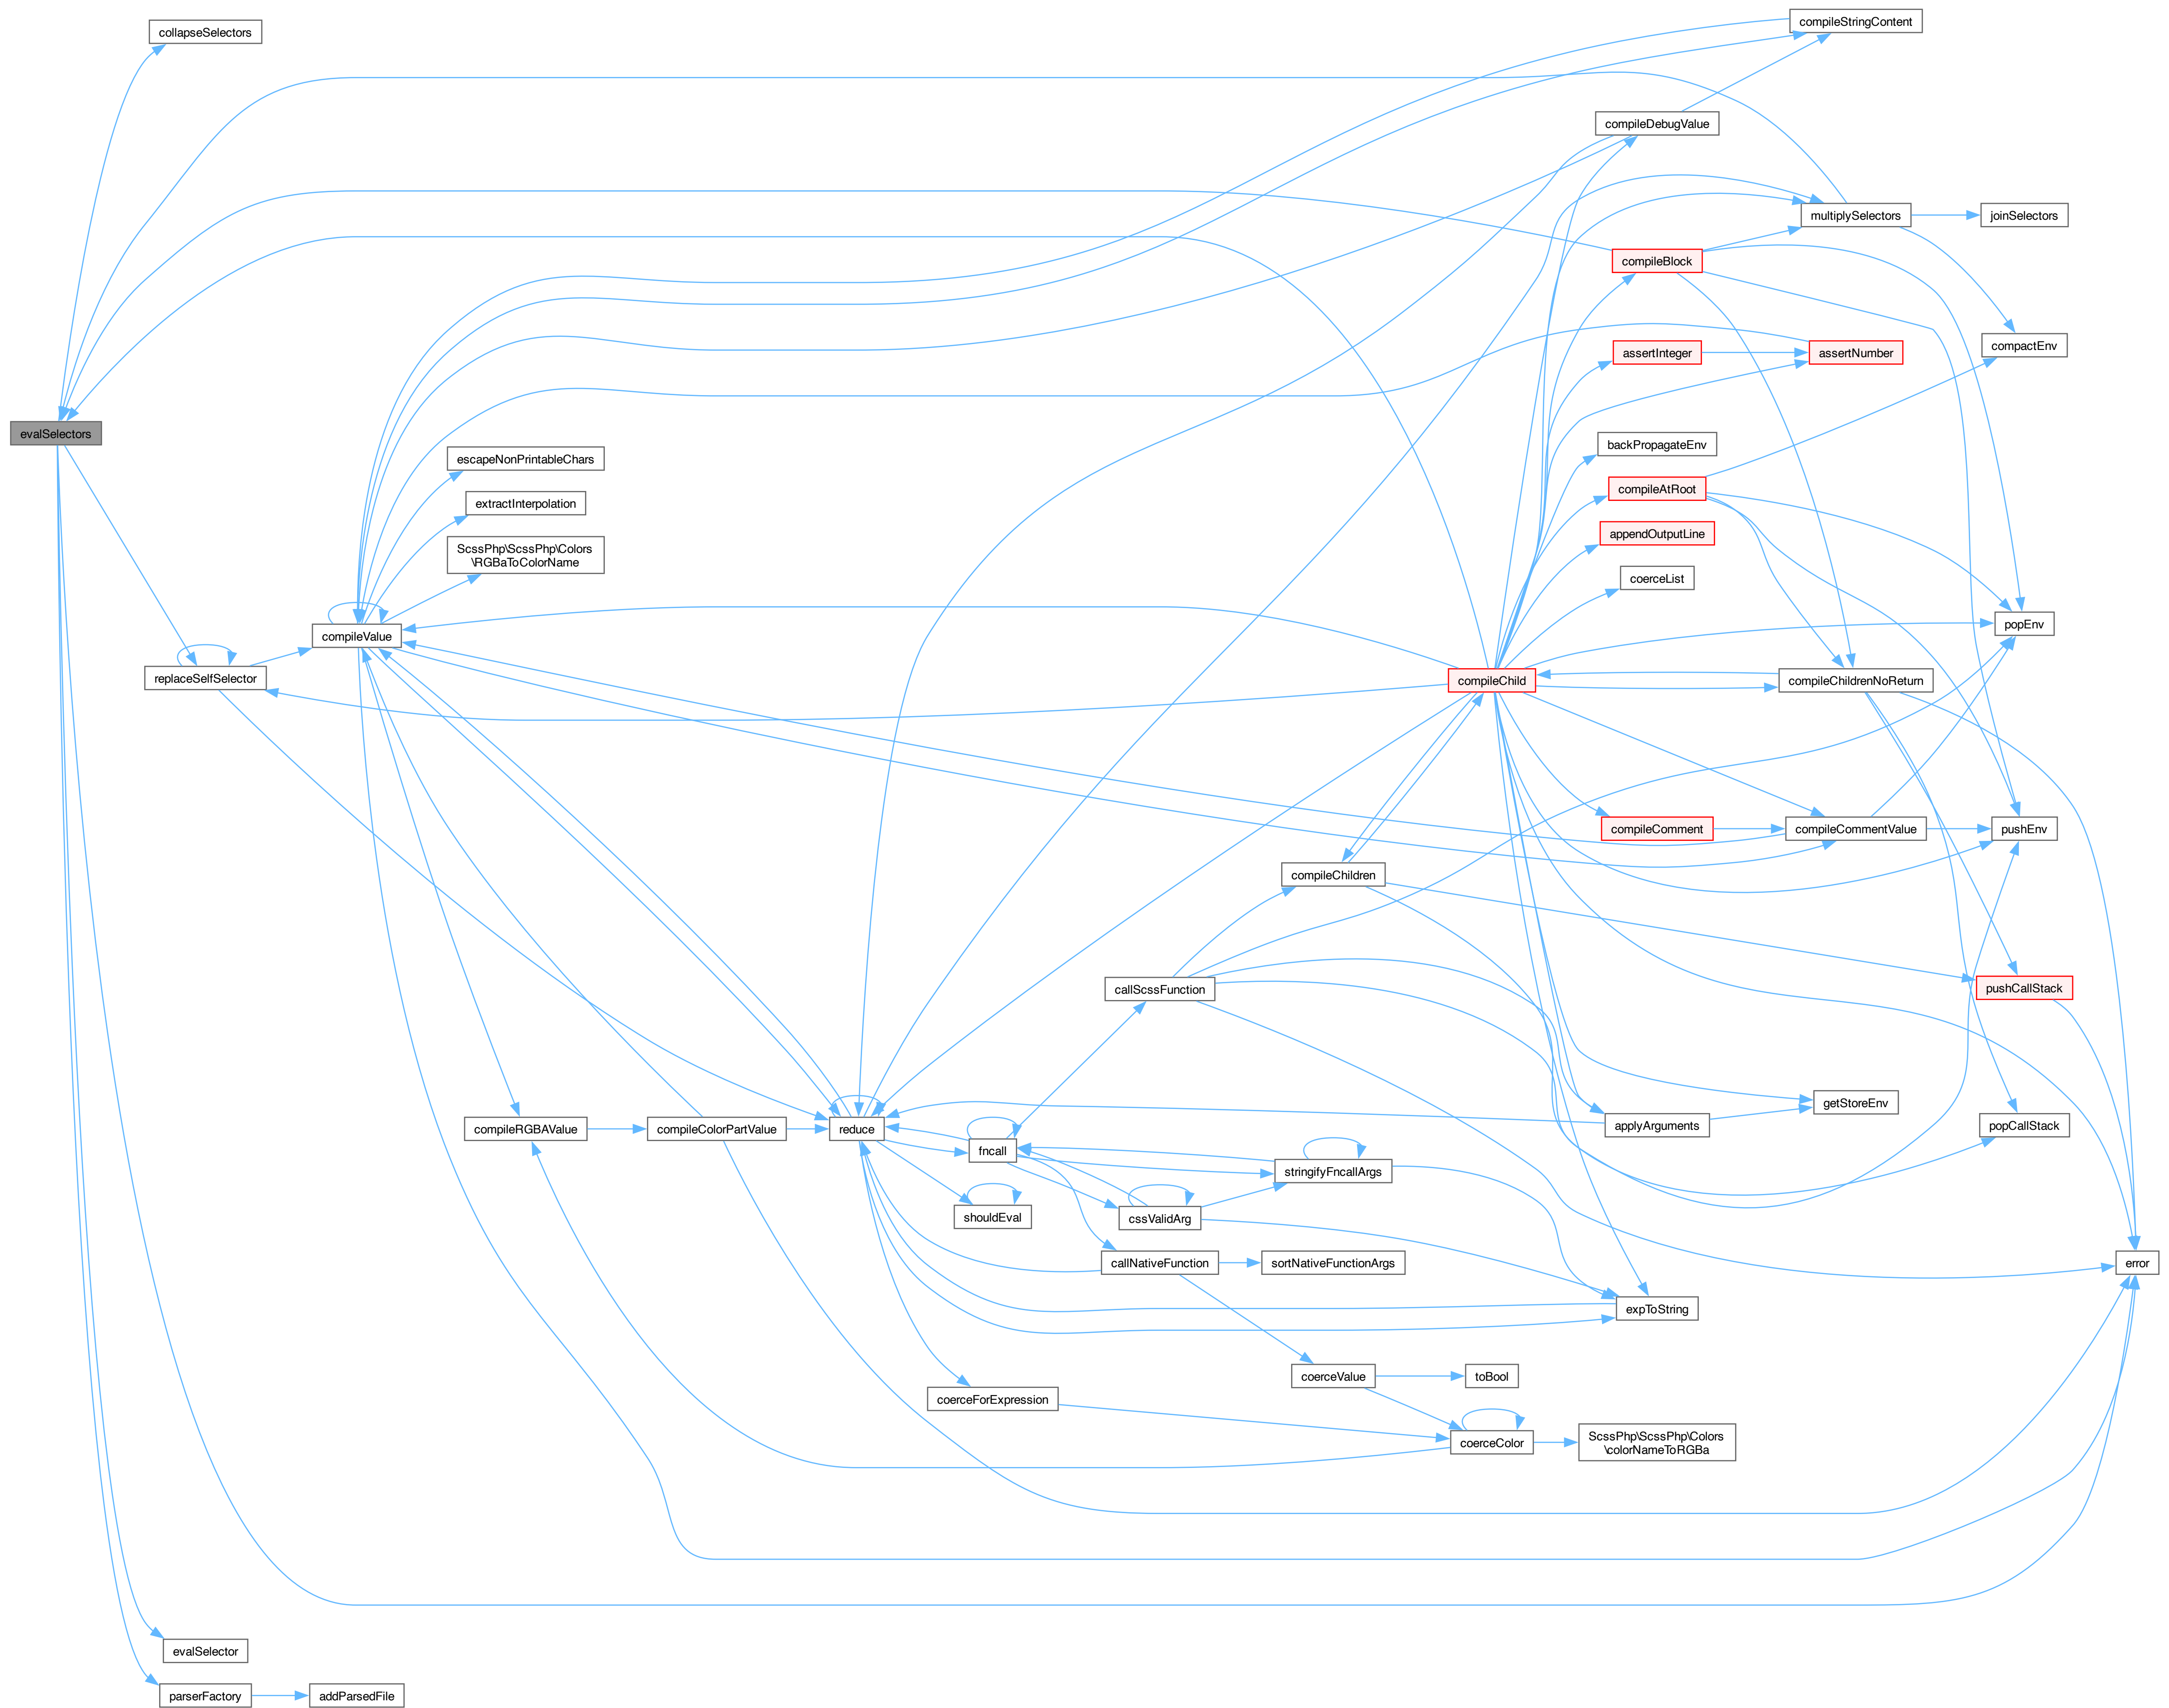 collapseSelectors
compileStringContent
compileDebugValue
multiplySelectors
joinSelectors
compileBlock
compactEnv
assertInteger
assertNumber
evalSelectors
backPropagateEnv
escapeNonPrintableChars
compileAtRoot
extractInterpolation
appendOutputLine
ScssPhp\ScssPhp\Colors
\RGBaToColorName
coerceList
popEnv
compileValue
replaceSelfSelector
compileChild
compileChildrenNoReturn
compileComment
compileCommentValue
pushEnv
compileChildren
callScssFunction
pushCallStack
getStoreEnv
compileRGBAValue
compileColorPartValue
reduce
applyArguments
popCallStack
fncall
stringifyFncallArgs
shouldEval
cssValidArg
callNativeFunction
sortNativeFunctionArgs
error
expToString
coerceValue
toBool
coerceForExpression
coerceColor
ScssPhp\ScssPhp\Colors
\colorNameToRGBa
evalSelector
parserFactory
addParsedFile